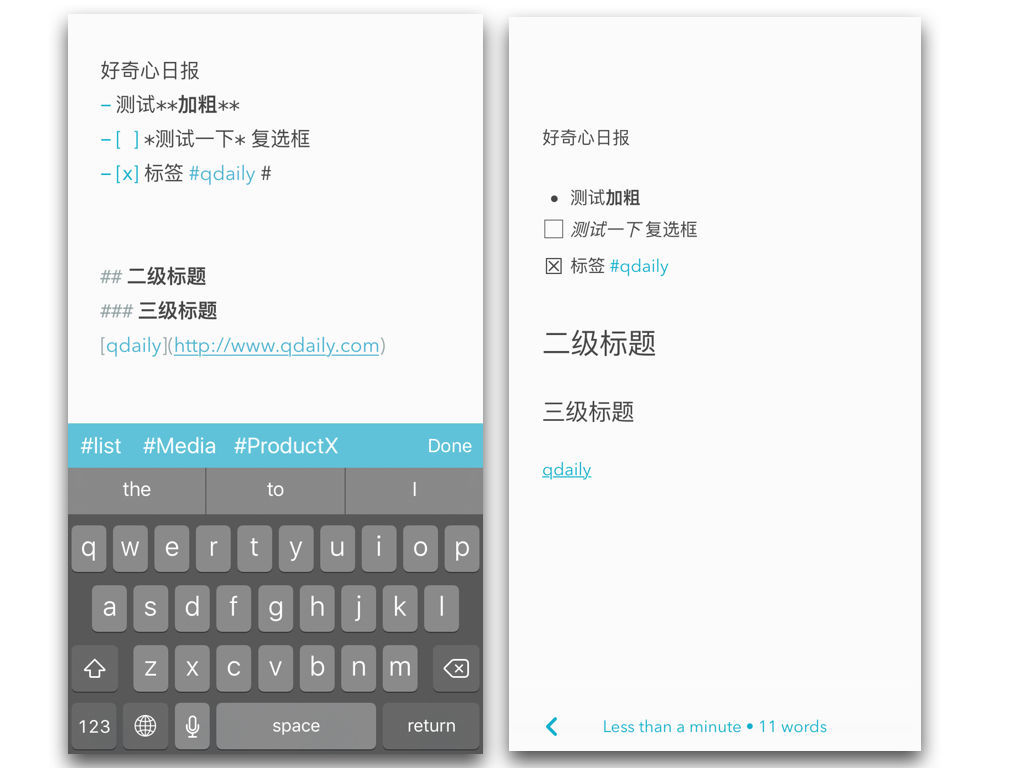 好奇心日报
– 测试**加粗**
– [ ] *测试一下* 复选框
– [x] 标签 #qdaily #
## 二级标题
### 三级标题
[qdaily](http://www.qdaily.com)
#list #Media #ProductX Done
the to I
q w e r t y u i o p
a s d f g h j k l
z x c v b n m
123 space return
好奇心日报
• 测试加粗
☐ 测试一下 复选框
☒ 标签 #qdaily
二级标题
三级标题
qdaily
Less than a minute • 11 words